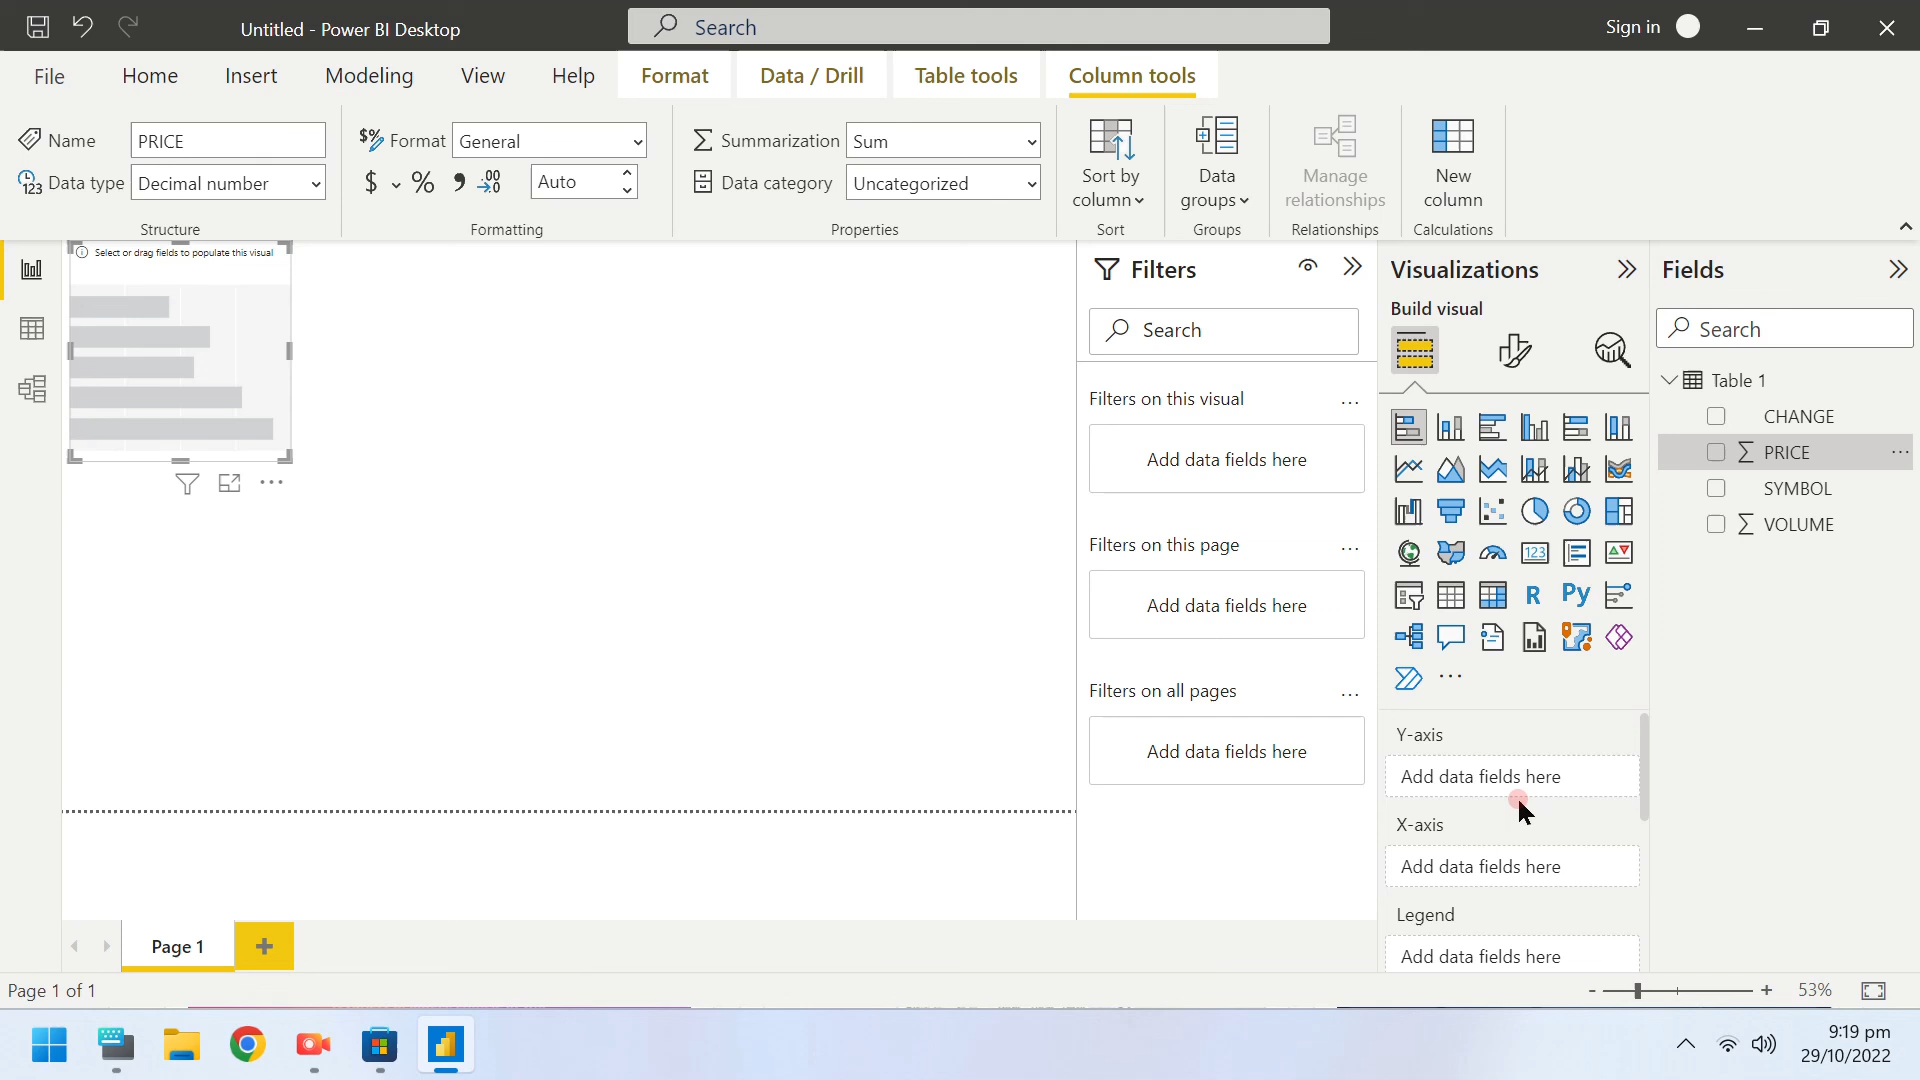 Untitled - Power BI Desktop
Search
Sign in
File
Home
Insert
Modeling
View
Help
Format
Data / Drill
Table tools
Column tools
Name
PRICE
Data type
Decimal number
Structure
Format
General
$
%
Auto
Formatting
Summarization
Sum
Data category
Uncategorized
Properties
Sort by
column
Sort
Data
groups
Groups
Manage
relationships
Relationships
New
column
Calculations
Select or drag fields to populate this visual
Filters
Search
Filters on this visual
Add data fields here
Filters on this page
Add data fields here
Filters on all pages
Add data fields here
Visualizations
Build visual
123
R
Py
Y-axis
Add data fields here
X-axis
Add data fields here
Legend
Add data fields here
Fields
Search
Table 1
CHANGE
PRICE
SYMBOL
VOLUME
Page 1
Page 1 of 1
53%
9:19 pm
29/10/2022